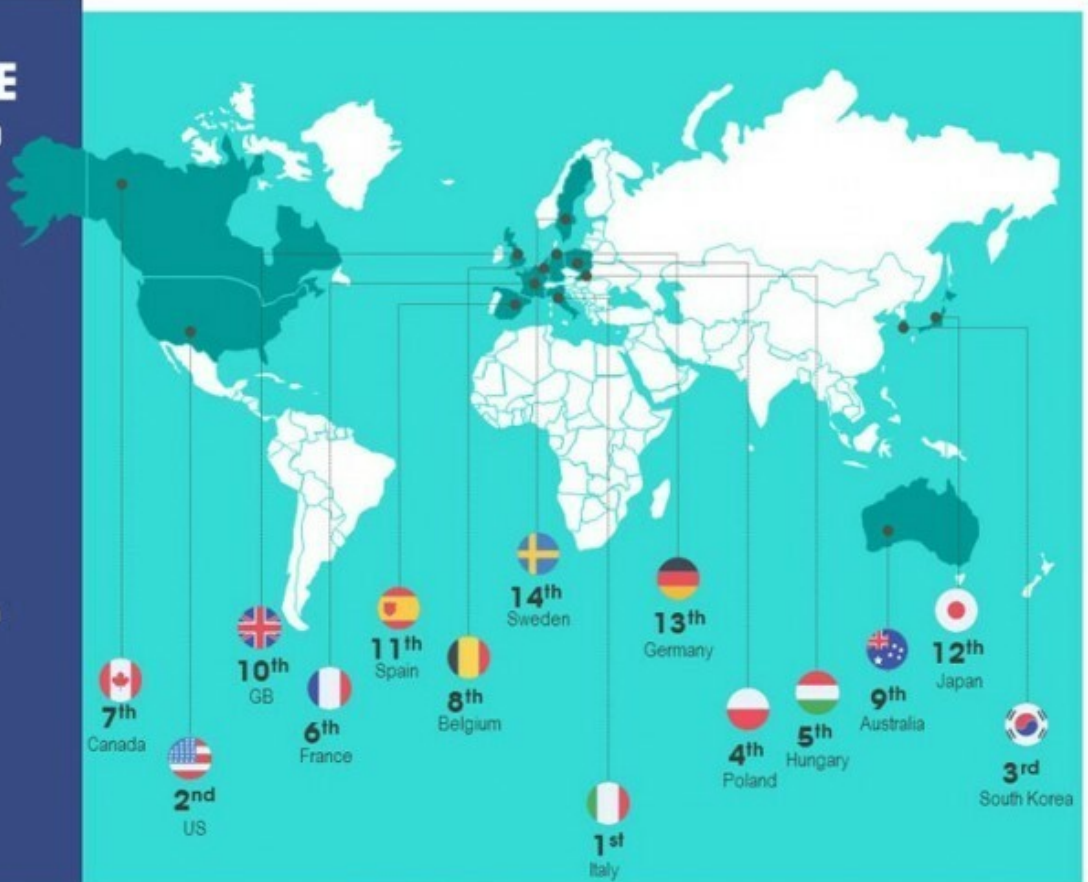 E
7th
Canada
2nd
US
10th
GB
6th
France
11th
Spain
8th
Belgium
14th
Sweden
1st
Italy
13th
Germany
4th
Poland
5th
Hungary
9th
Australia
12th
Japan
3rd
South Korea